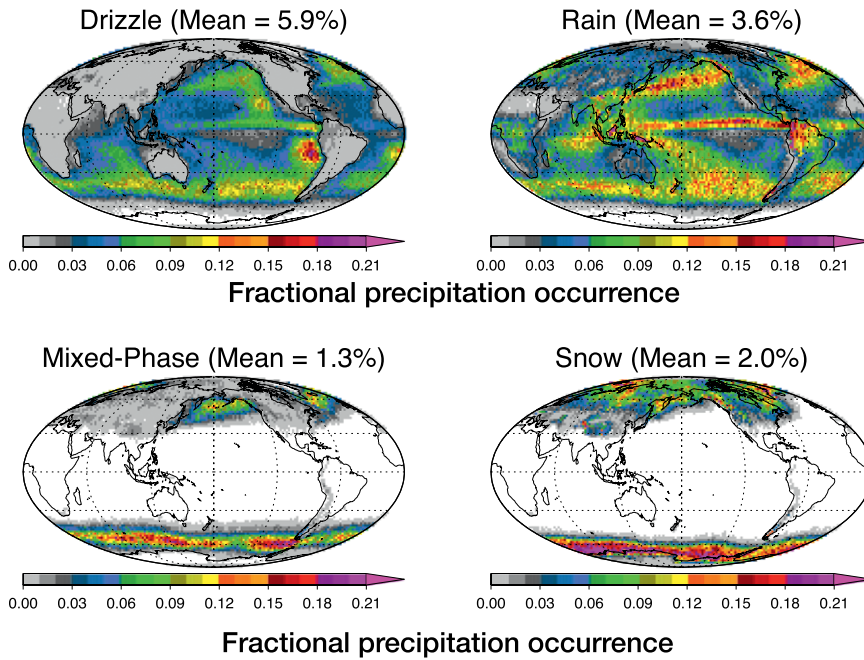 Drizzle (Mean = 5.9%)
Rain (Mean = 3.6%)
0.00 0.03 0.06 0.09 0.12 0.15 0.18 0.21
0.00 0.03 0.06 0.09 0.12 0.15 0.18 0.21
Fractional precipitation occurrence
Mixed-Phase (Mean = 1.3%)
Snow (Mean = 2.0%)
0.00 0.03 0.06 0.09 0.12 0.15 0.18 0.21
0.00 0.03 0.06 0.09 0.12 0.15 0.18 0.21
Fractional precipitation occurrence